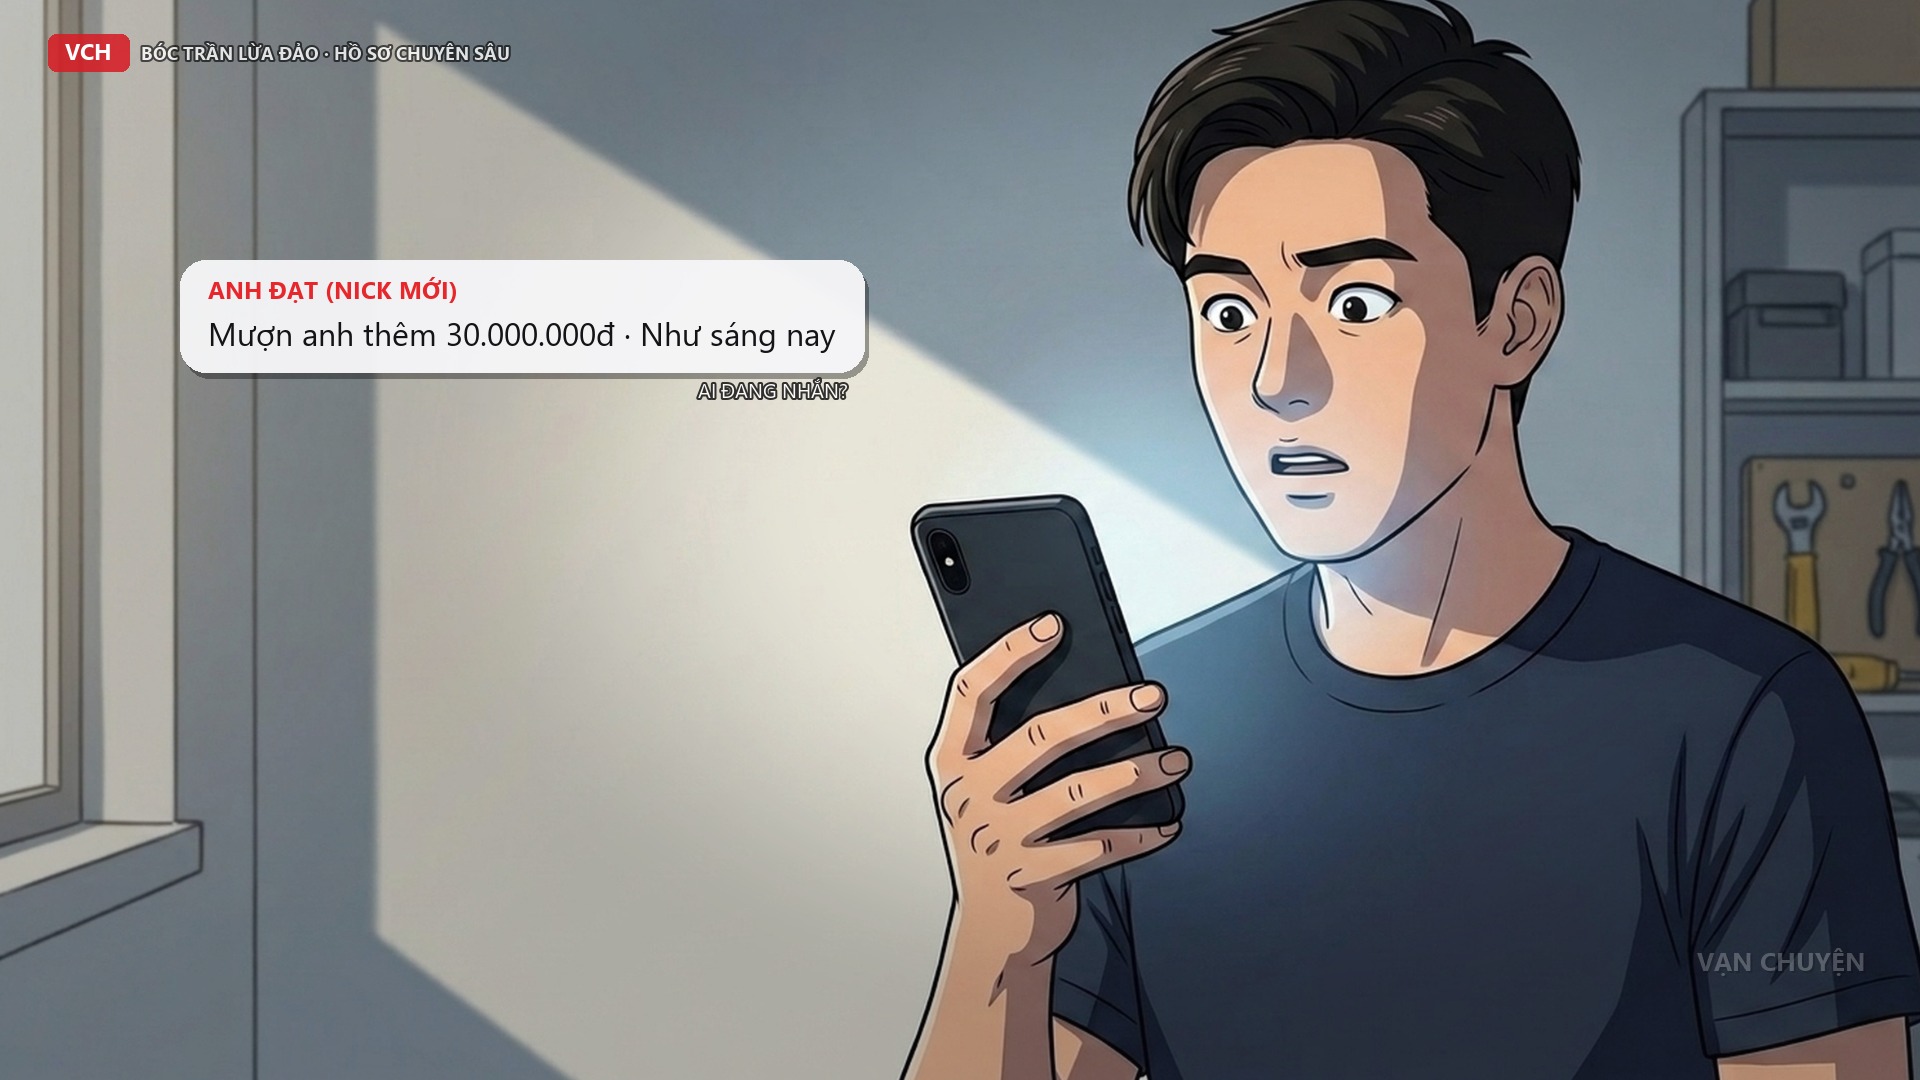 VCH BÓC TRẦN LỪA ĐẢO · HỒ SƠ CHUYÊN SÂU
ANH ĐẠT (NICK MỚI)
Mượn anh thêm 30.000.000đ · Như sáng nay
AI ĐANG NHẮN?
VẠN CHUYỆN